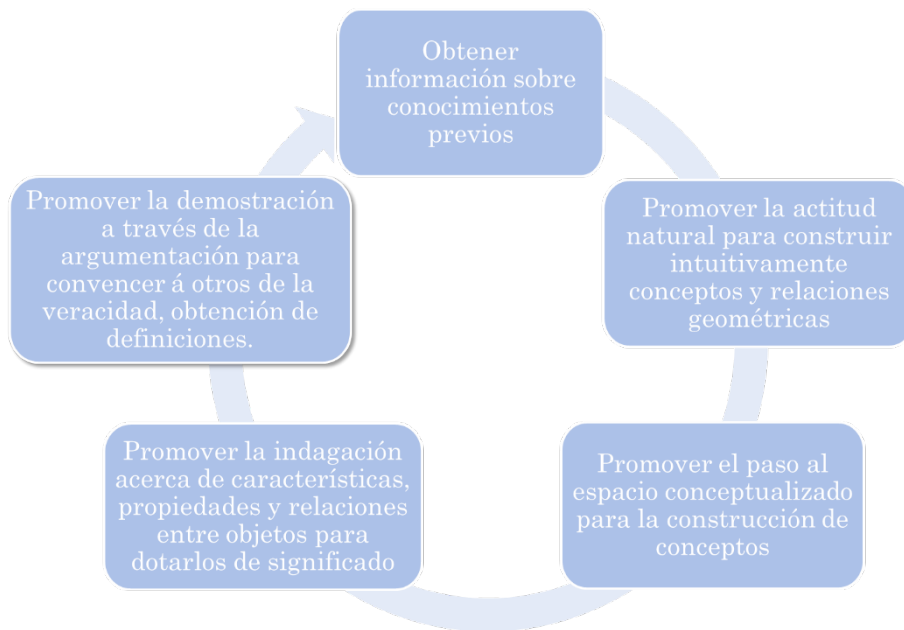 Obtener
información sobre
conocimientos
previos
Promover la actitud
natural para construir
intuitivamente
conceptos y relaciones
geométricas
Promover el paso al
espacio conceptualizado
para la construcción de
conceptos
Promover la indagación
acerca de características,
propiedades y relaciones
entre objetos para
dotarlos de significado
Promover la demostración
a través de la
argumentación para
convencer á otros de la
veracidad, obtención de
definiciones.